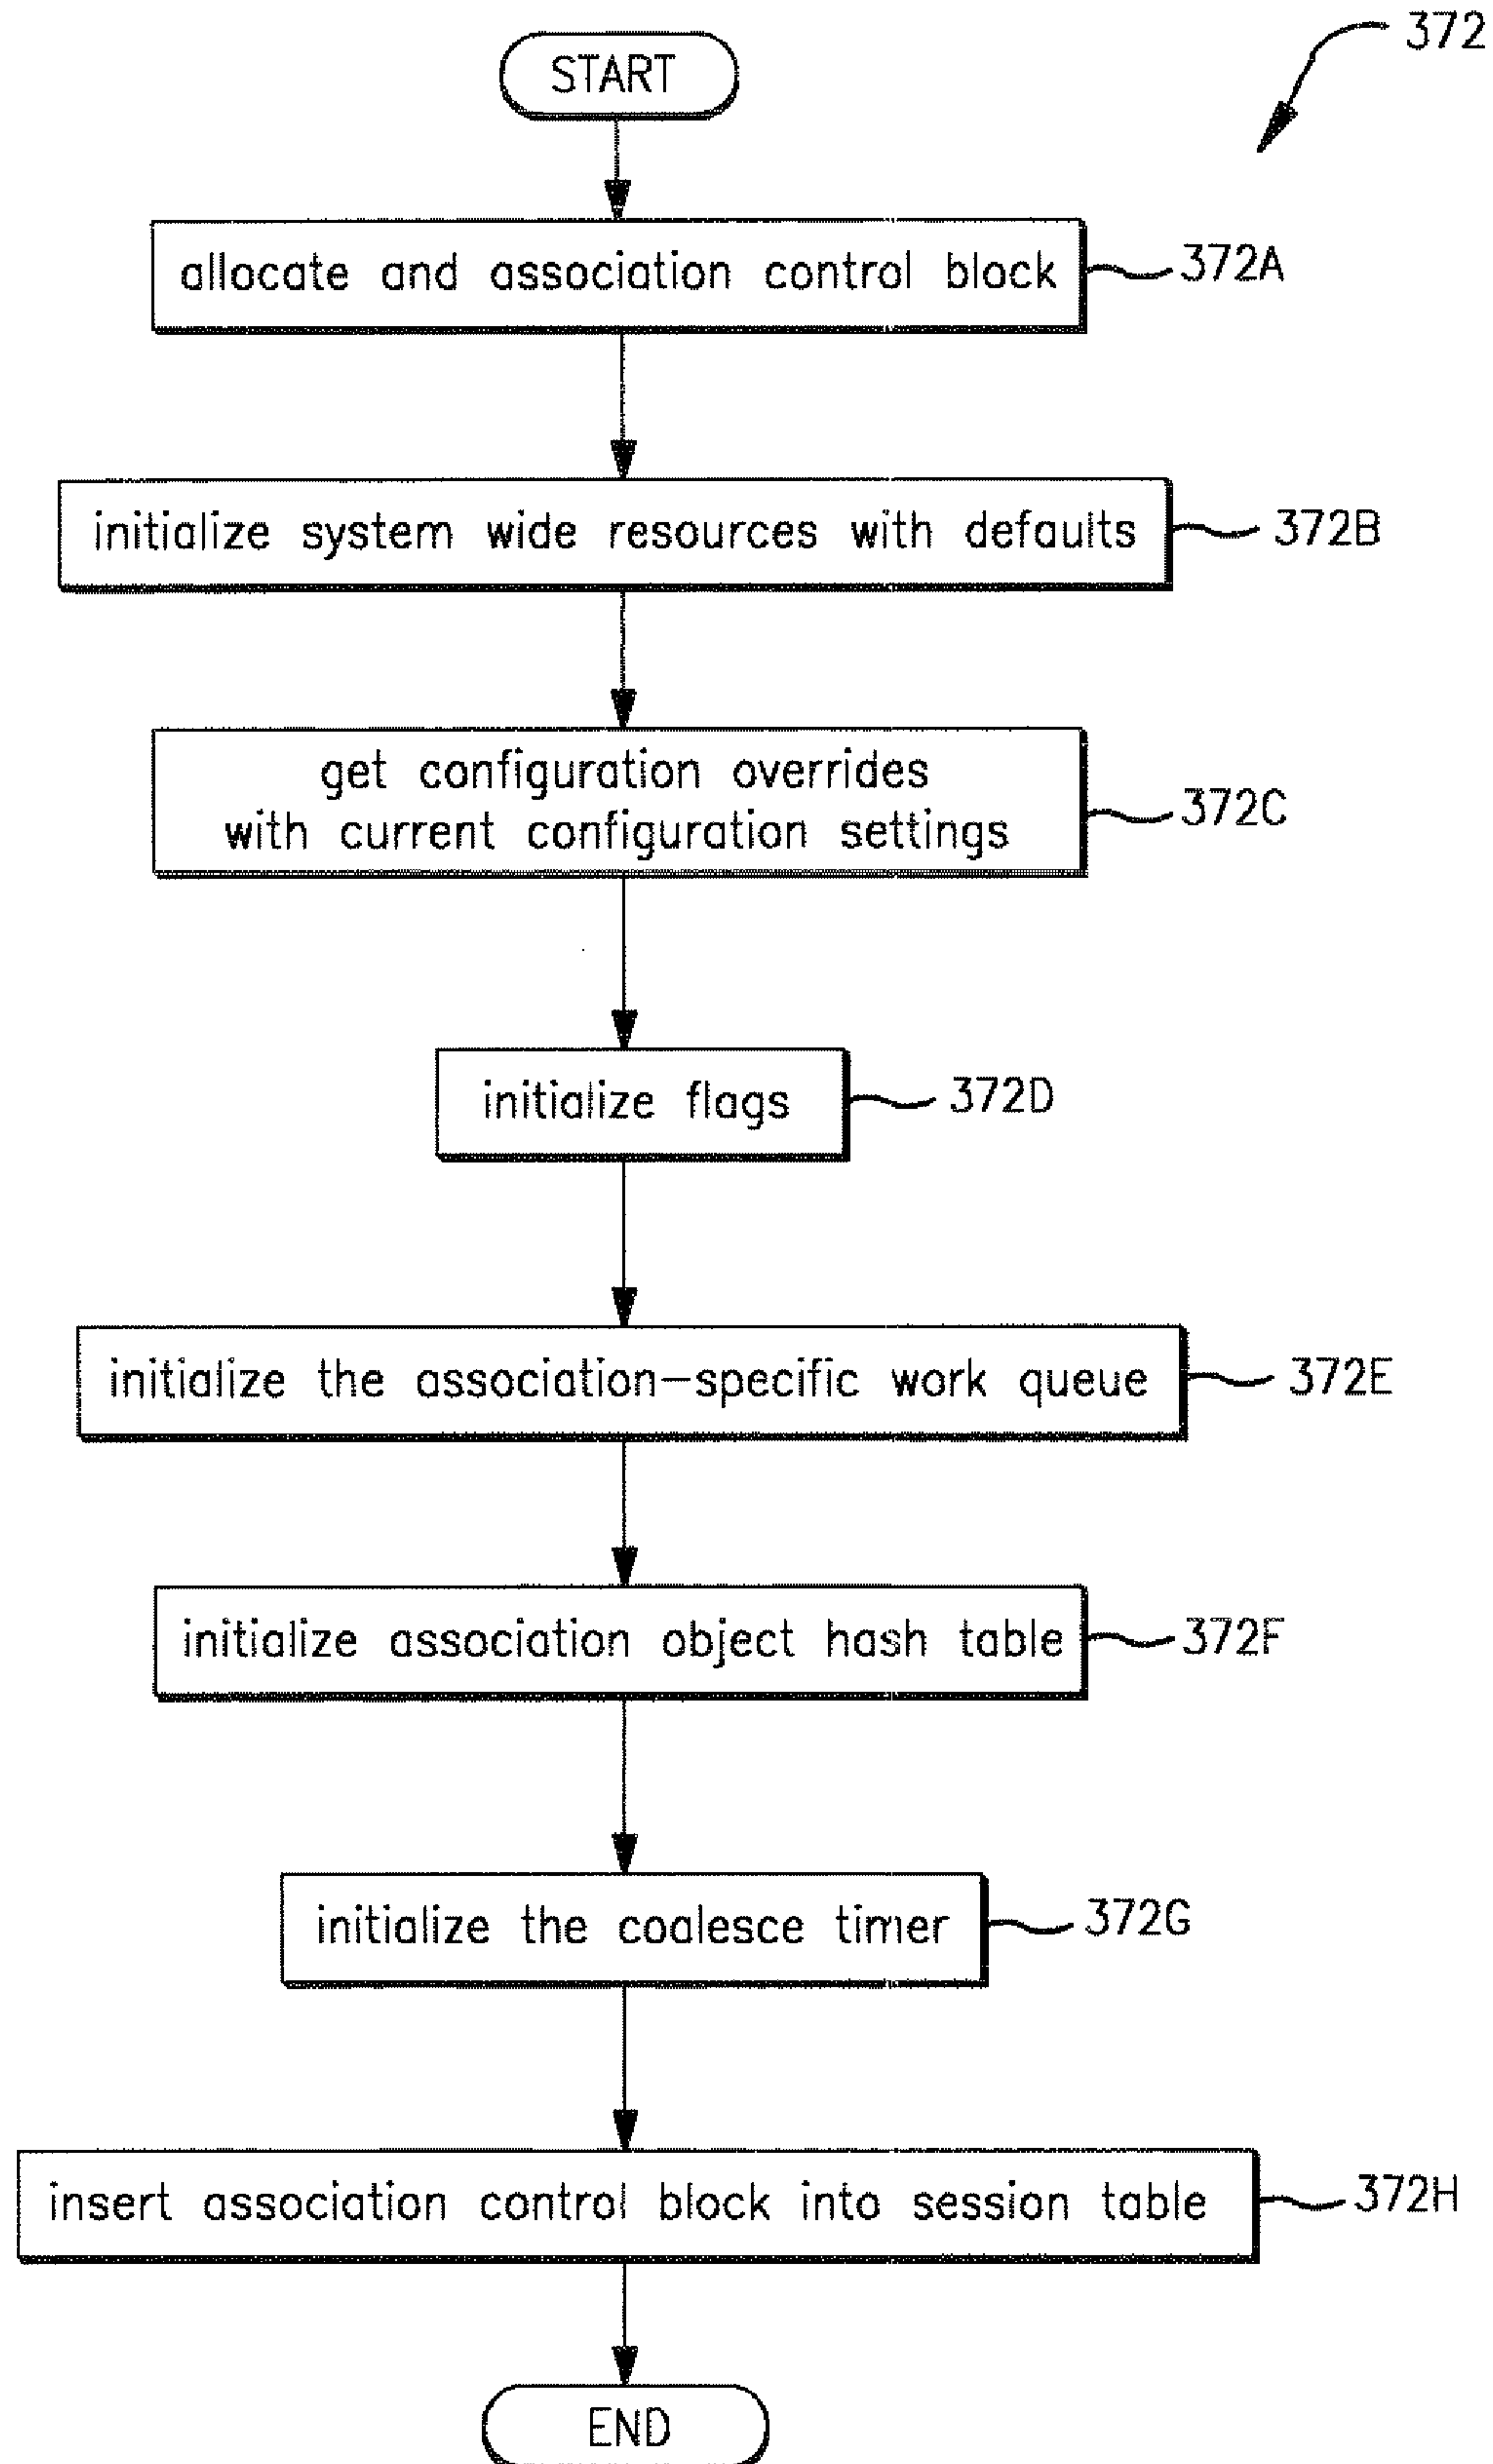 372
START
allocate and association control block
372A
initialize system wide resources with defaults
372B
get configuration overrides
with current configuration settings
372C
initialize flags
372D
initialize the association-specific work queue
372E
initialize association object hash table
372F
initialize the coalesce timer
372G
insert association control block into session table
372H
END